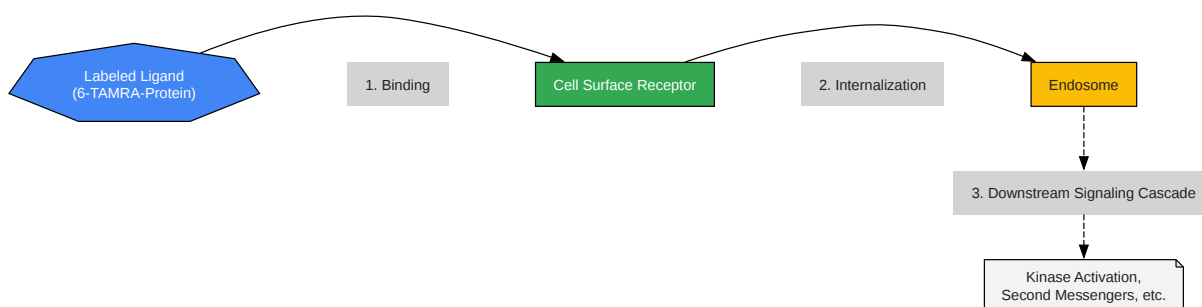 Labeled Ligand
(6-TAMRA-Protein)
1. Binding
Cell Surface Receptor
2. Internalization
Endosome
3. Downstream Signaling Cascade
Kinase Activation,
Second Messengers, etc.